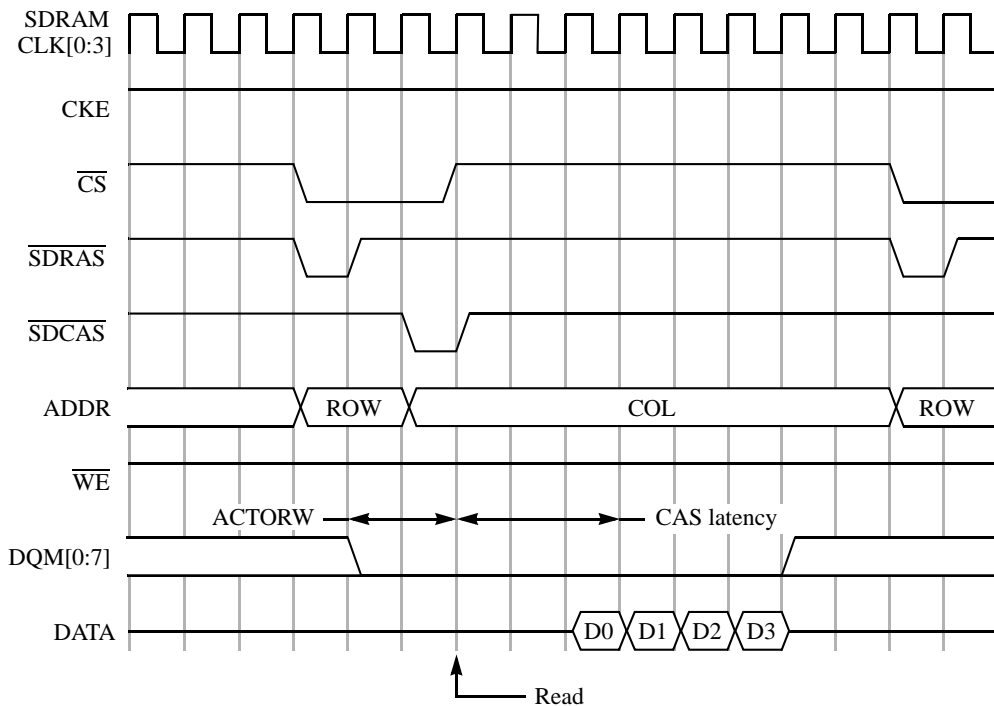 SDRAM
CLK[0:3]
CKE
CS
SDRAS
SDCAS
ADDR ROW COL ROW
WE
ACTORW CAS latency
DQM[0:7]
DATA D0 D1 D2 D3
Read